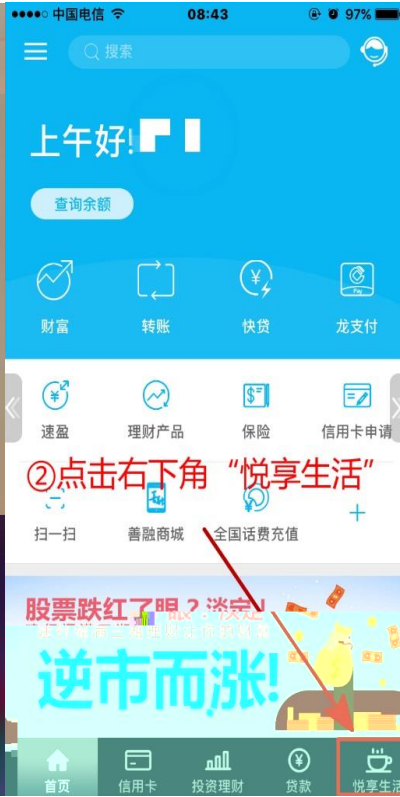 中国电信 08:43 97%
搜索
上午好!
查询余额
财富 转账 快贷 龙支付
Pay
速盈 理财产品 保险 信用卡申请
②点击右下角“悦享生活”
扫一扫 善融商城 全国话费充值
股票跌红了眼?淡定!
逆市而涨!
首页 信用卡 投资理财 贷款 悦享生活